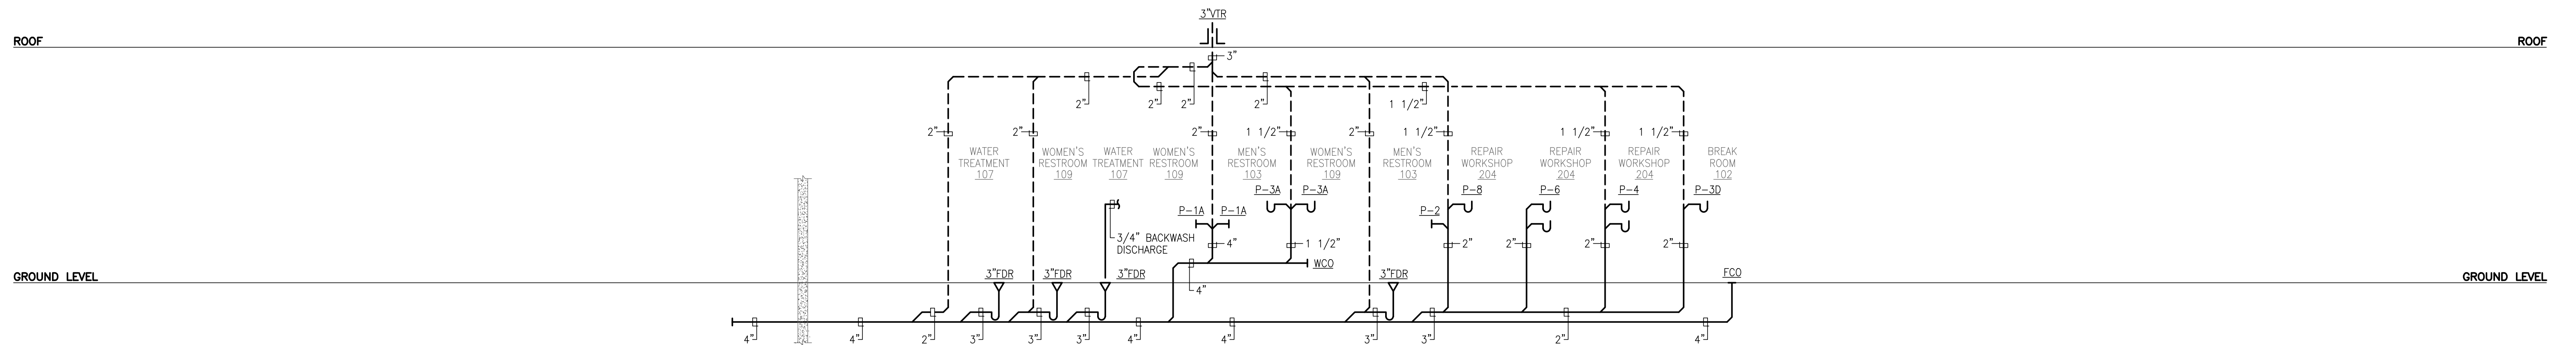 3"VTR
ROOF
ROOF
3"
2"
2"
2"
2"
1 1/2"
2"
2"
2"
1 1/2"
2"
1 1/2"
1 1/2"
1 1/2"
WATER
TREATMENT
107
WOMEN'S
RESTROOM
109
WATER
TREATMENT
107
WOMEN'S
RESTROOM
109
MEN'S
RESTROOM
103
WOMEN'S
RESTROOM
109
MEN'S
RESTROOM
103
REPAIR
WORKSHOP
204
REPAIR
WORKSHOP
204
REPAIR
WORKSHOP
204
BREAK
ROOM
102
P-3A
P-3A
P-8
P-6
P-4
P-3D
P-1A
P-1A
P-2
3/4" BACKWASH
DISCHARGE
4"
1 1/2"
2"
2"
2"
2"
WCO
GROUND LEVEL
3"FDR
3"FDR
3"FDR
3"FDR
FCO
GROUND LEVEL
4"
4"
4"
2"
3"
3"
3"
4"
4"
3"
3"
2"
4"